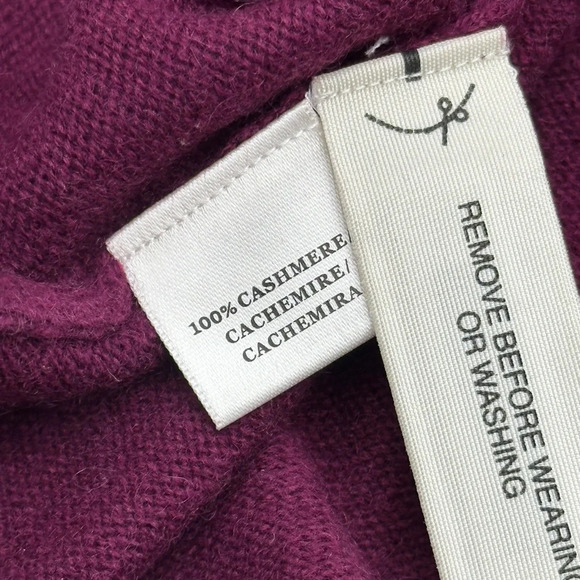 100% CASHMERE/
CACHEMIRE/
CACHEMIRA
REMOVE BEFORE WEARING
OR WASHING